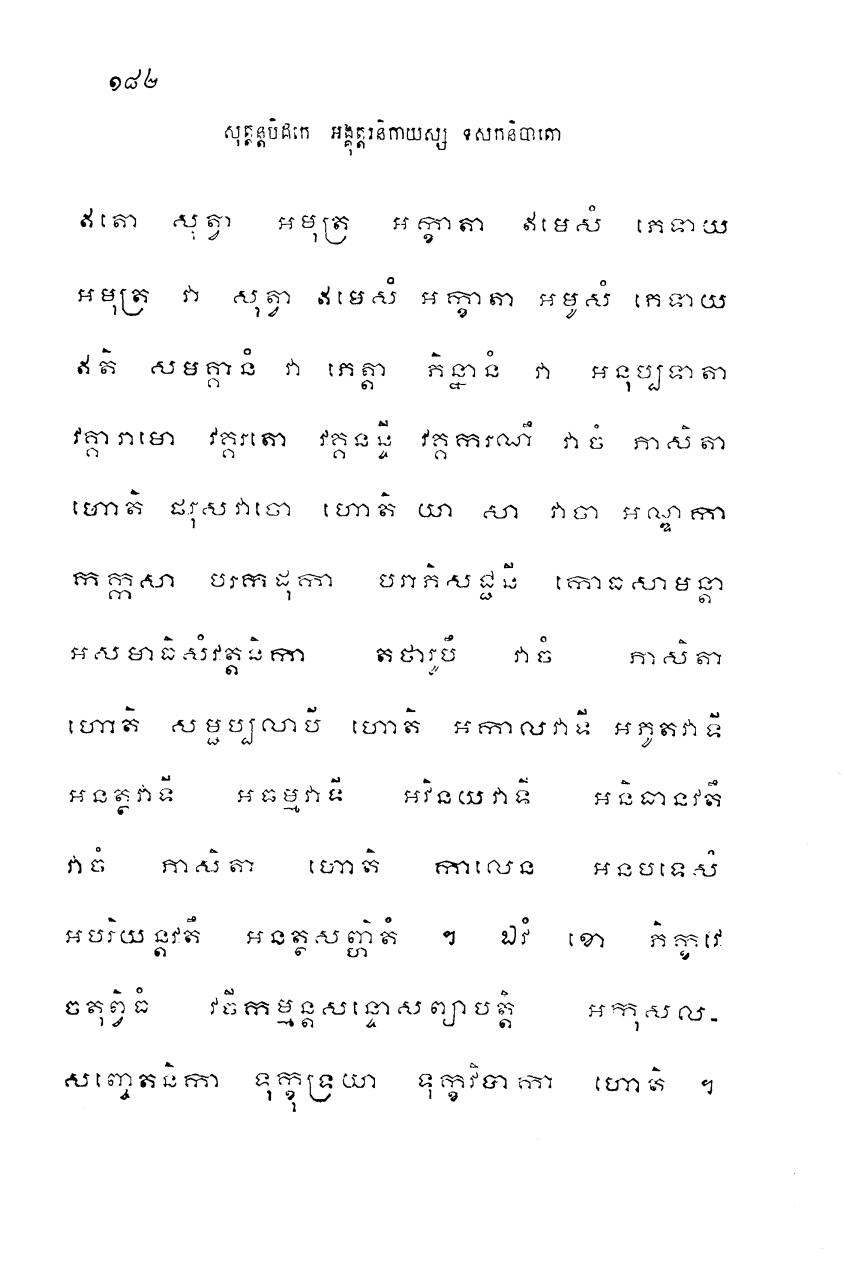 ១៨២
សុត្តន្តបិដកេ អង្គុត្តរនិកាយស្ស ទសកនិបាតោ
ឥតោ សុត្វា អមុត្រ អក្ខាតា ឥមេសំ ភេទាយ
អមុត្រ វា សុត្វា ឥមេសំ អក្ខាតា អមូសំ ភេទាយ
ឥតិ សមគ្គានំ វា ភេត្តា ភិន្នានំ វា អនុប្បទាតា
វគ្គារាមោ វគ្គរតោ វគ្គនន្ទី វគ្គករណឹ វាចំ ភាសិតា
ហោតិ ផរុសវាចោ ហោតិ យា សា វាចា អណ្ឌកា
កក្កសា បរកដុកា បរាភិសជ្ជនី កោធសាមន្តា
អសមាធិសំវត្តនិកា តថារូបឹ វាចំ ភាសិតា
ហោតិ សម្ផប្បលាបី ហោតិ អកាលវាទី អភូតវាទី
អនត្ថវាទី អធម្មវាទី អវិនយវាទី អនិធានវតឹ
វាចំ ភាសិតា ហោតិ កាលេន អនបទេសំ
អបរិយន្តវតឹ អនត្ថសញ្ហិតំ ។ ឯវំ ខោ ភិក្ខវេ
ចតុព្វិធំ វចីកម្មន្តសន្ទោសព្យាបត្តិ អកុសល-
សញ្ចេតនិកា ទុក្ខុទ្រយា ទុក្ខវិបាកា ហោតិ ។